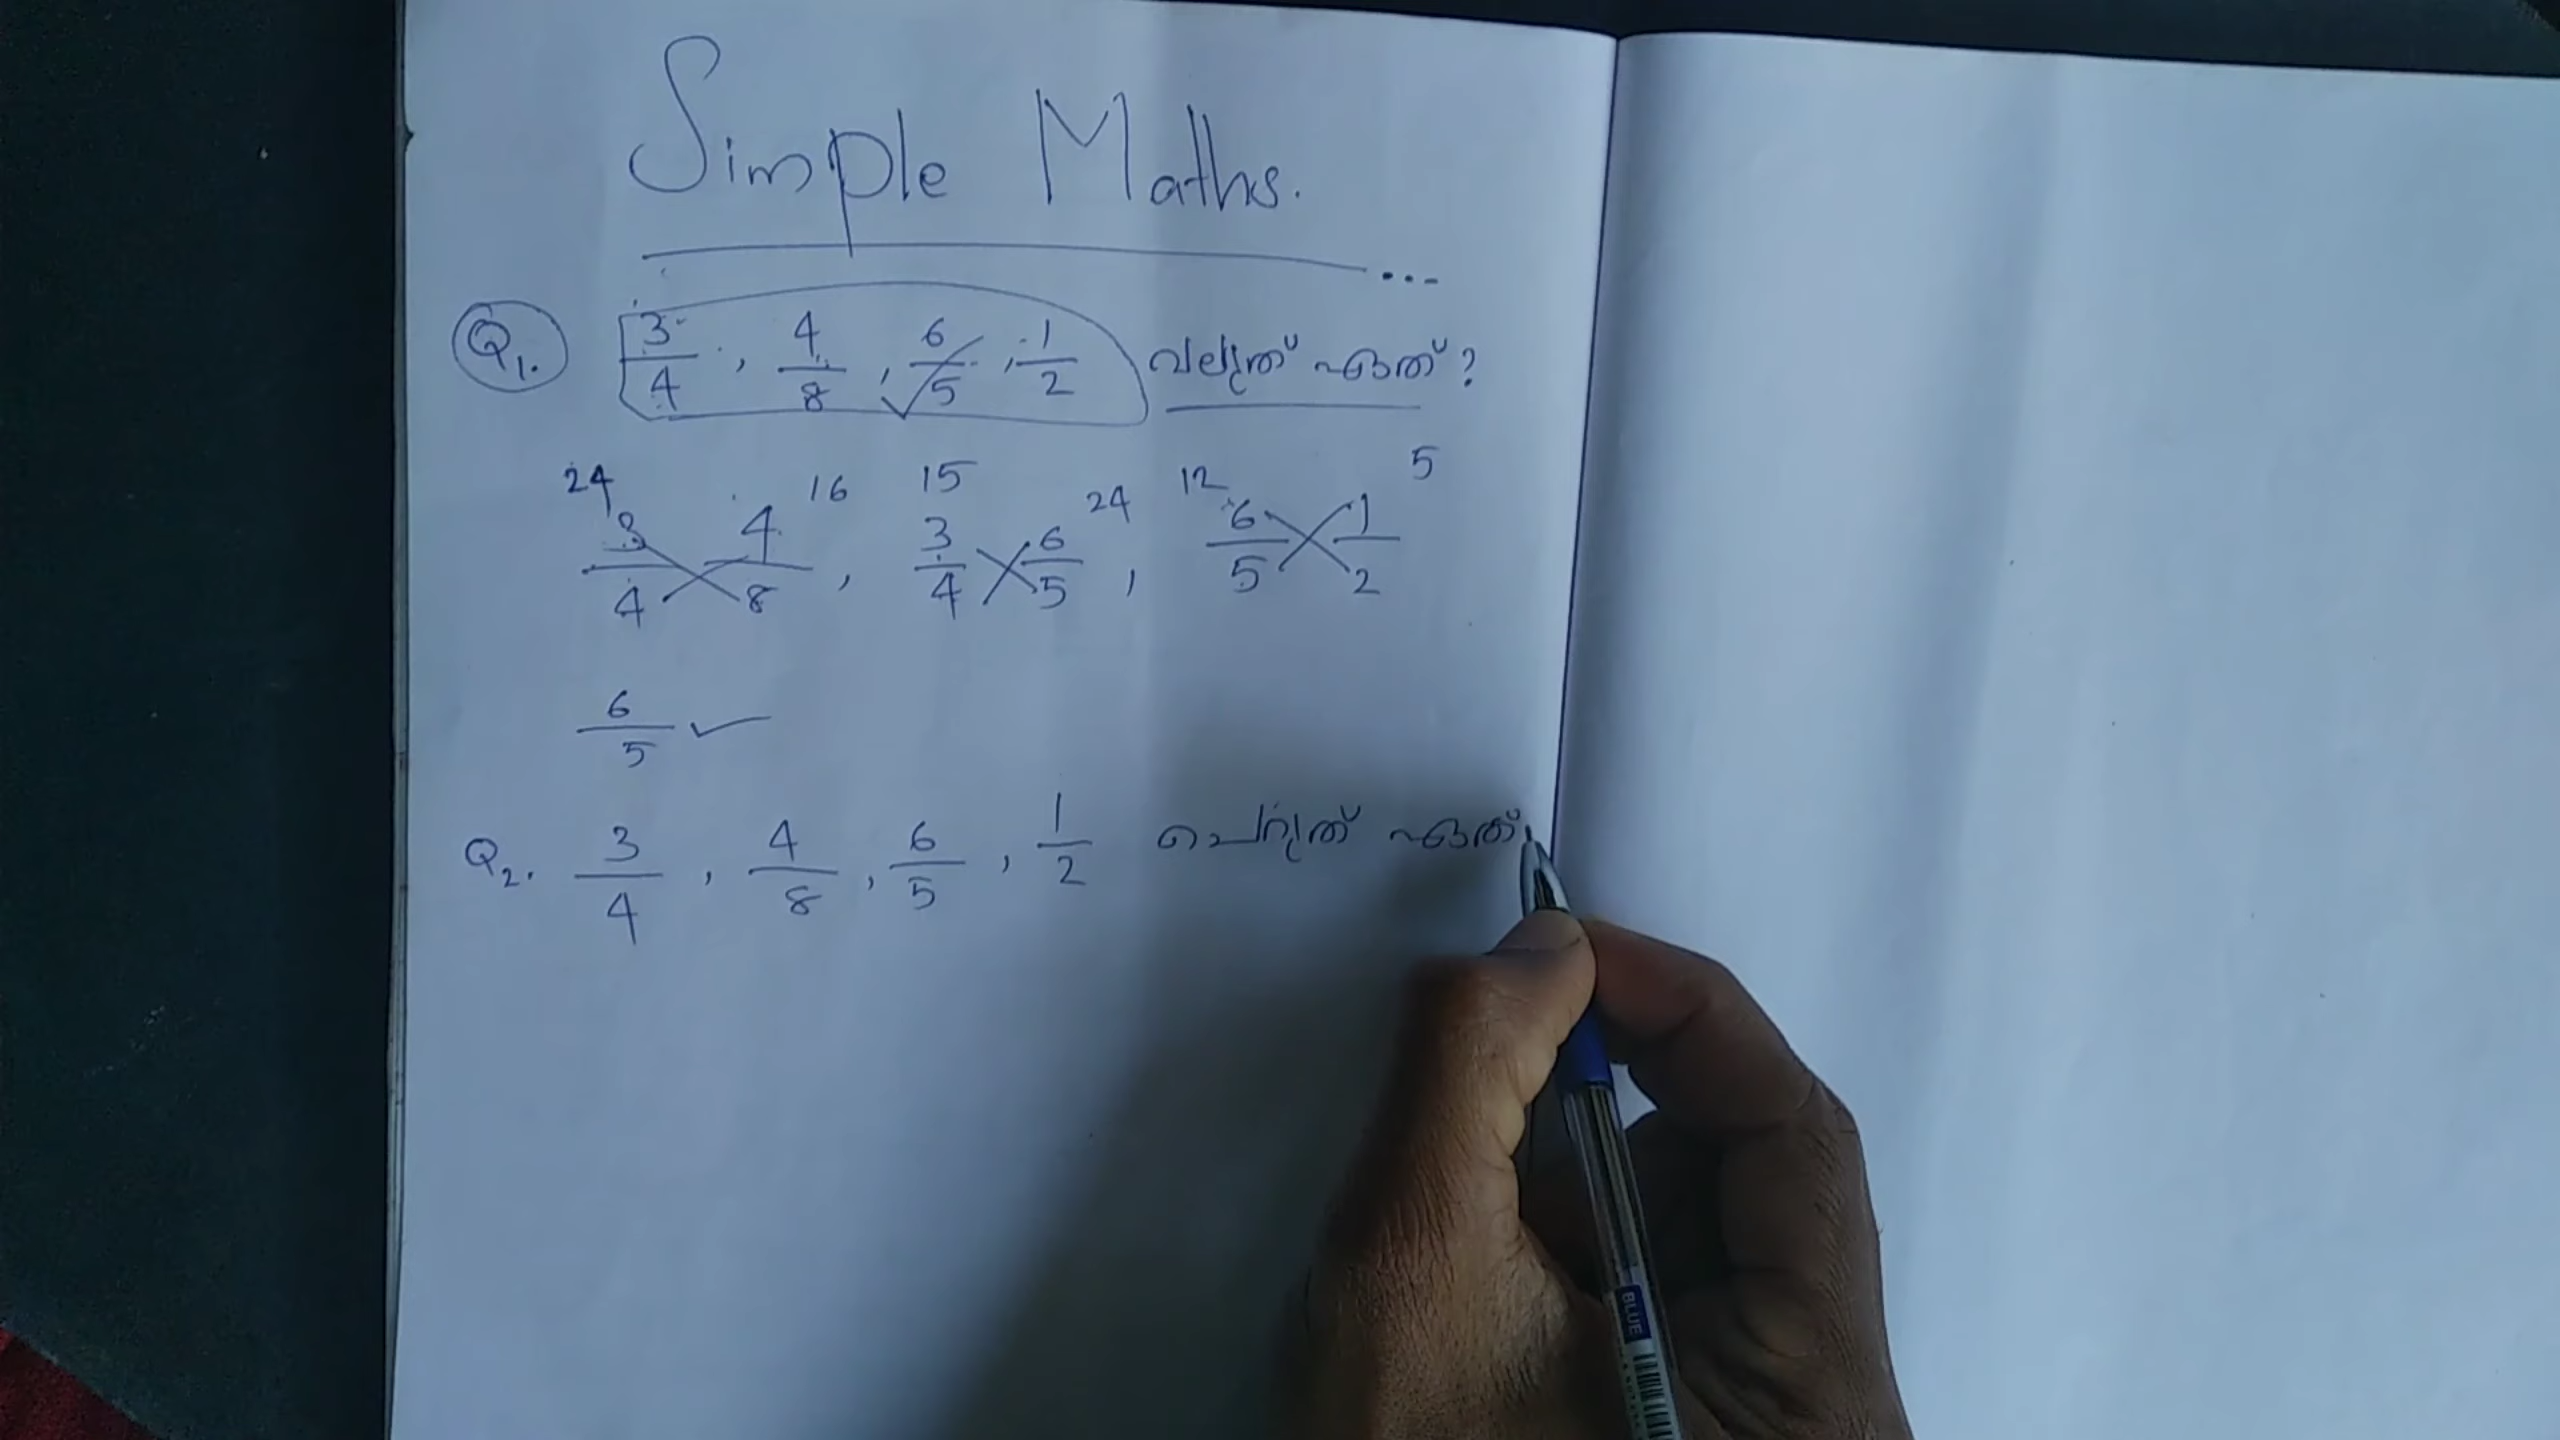 Simple Maths.
Q1. 3/4, 4/8, 6/5, 1/2 വലുത് ഏത്?
24 16 15 24 12 5
3/4 4/8, 3/4 6/5, 6/5 1/2
6/5 ✓
Q2. 3/4, 4/8, 6/5, 1/2 ചെറുത് ഏത്
BLUE